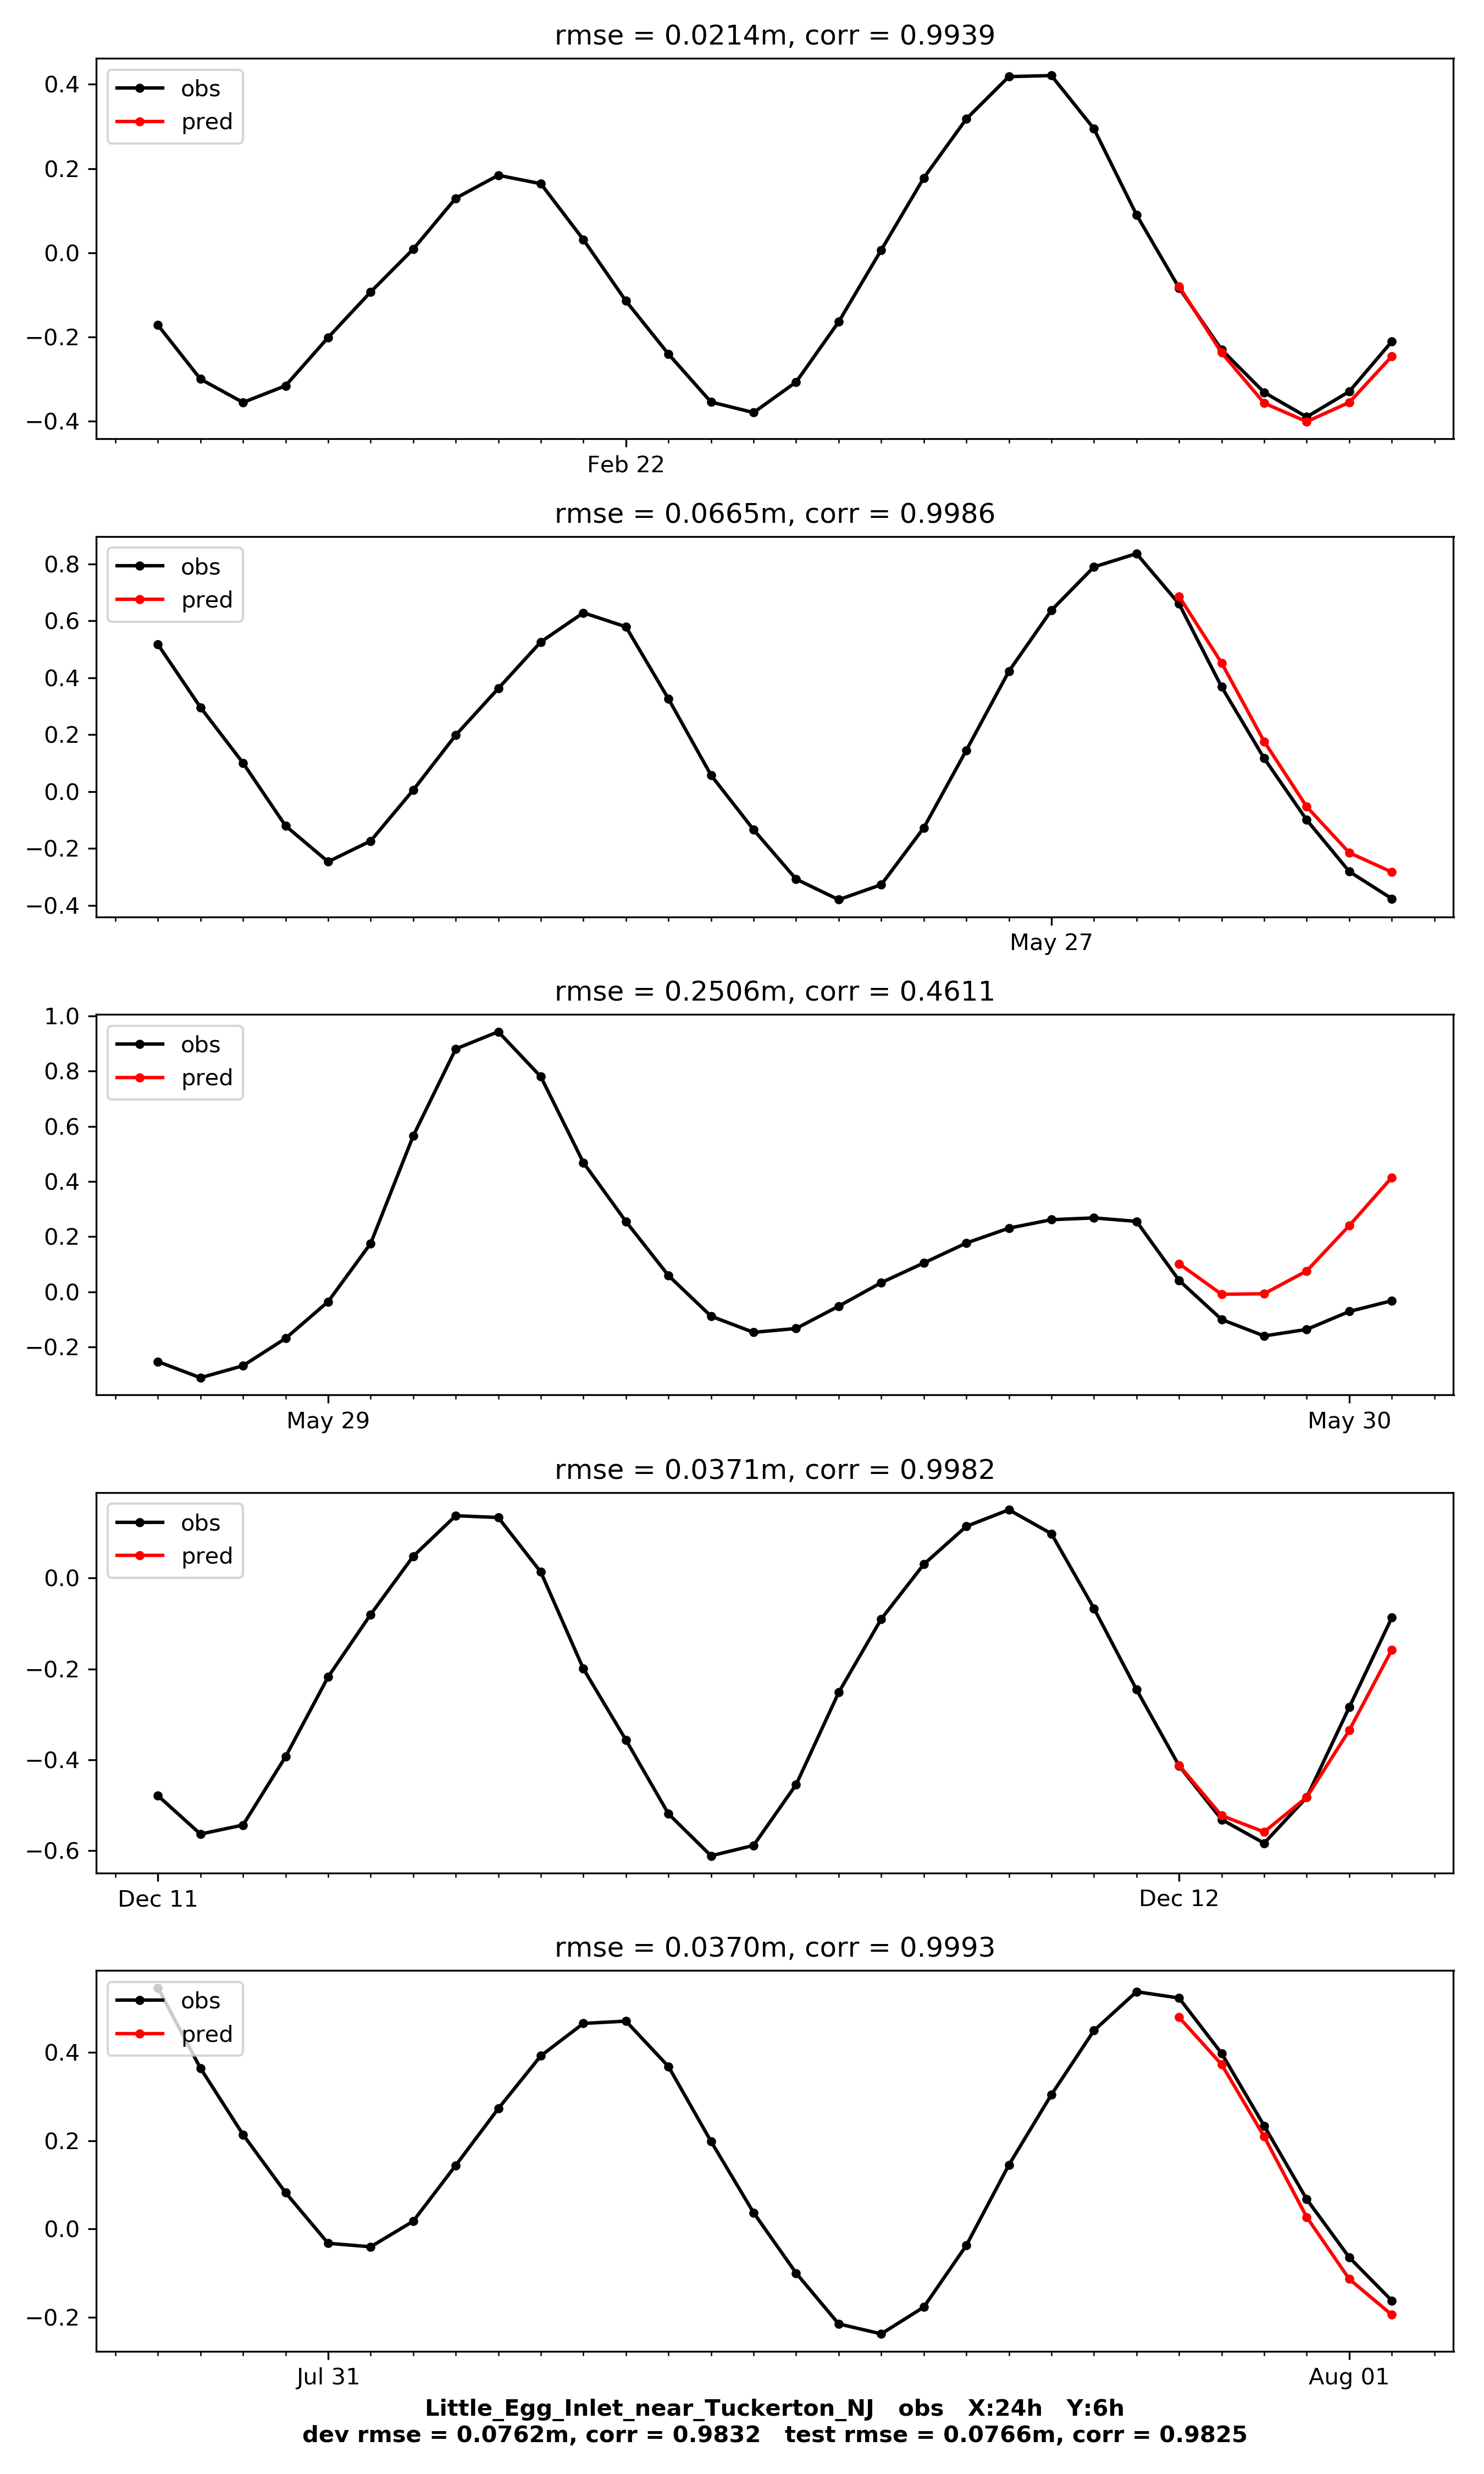 rmse = 0.0214m, corr = 0.9939
obs
pred
0.4
0.2
0.0
−0.2
−0.4
Feb 22
rmse = 0.0665m, corr = 0.9986
obs
pred
0.8
0.6
0.4
0.2
0.0
−0.2
−0.4
May 27
rmse = 0.2506m, corr = 0.4611
obs
pred
1.0
0.8
0.6
0.4
0.2
0.0
−0.2
May 29
May 30
rmse = 0.0371m, corr = 0.9982
obs
pred
0.0
−0.2
−0.4
−0.6
Dec 11
Dec 12
rmse = 0.0370m, corr = 0.9993
obs
pred
0.4
0.2
0.0
−0.2
Jul 31
Aug 01
Little_Egg_Inlet_near_Tuckerton_NJ   obs   X:24h   Y:6h
dev rmse = 0.0762m, corr = 0.9832   test rmse = 0.0766m, corr = 0.9825